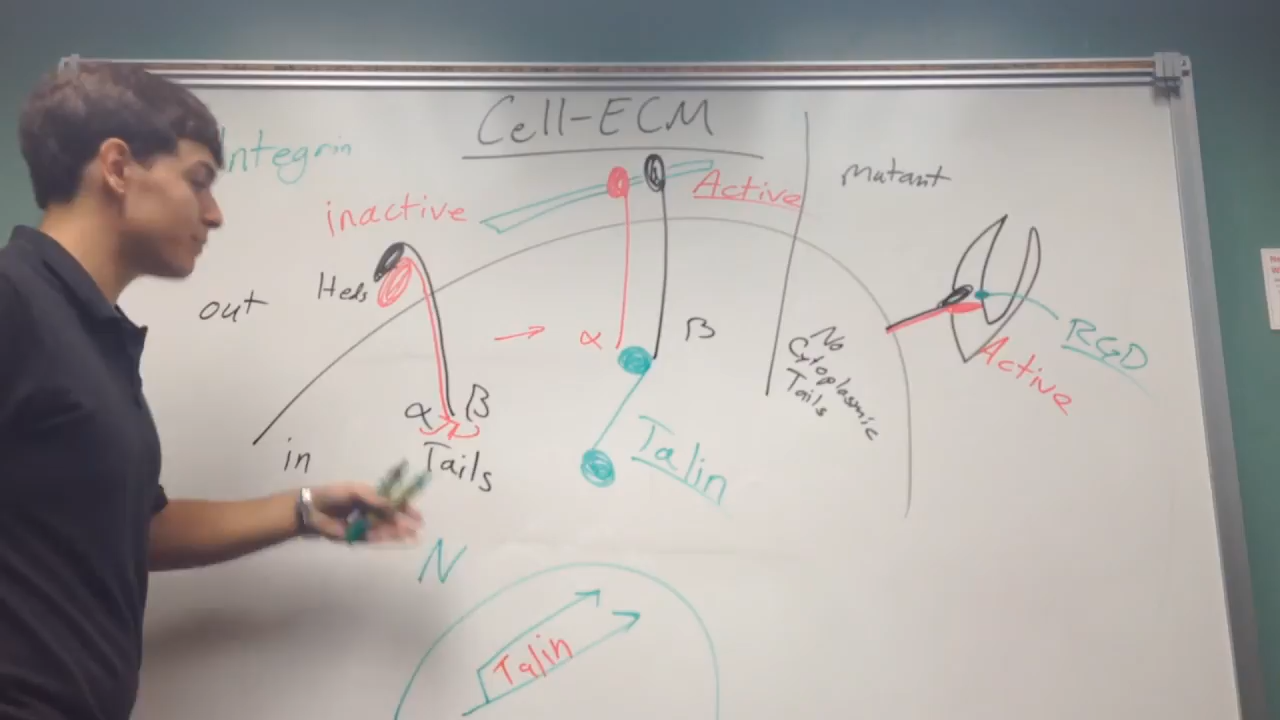 Cell-ECM
Integrin
inactive
Active
Mutant
Heds
out
α
β
No
Cytoplasmic
Tails
RGD
Active
α
β
Tails
in
Talin
N
Talin